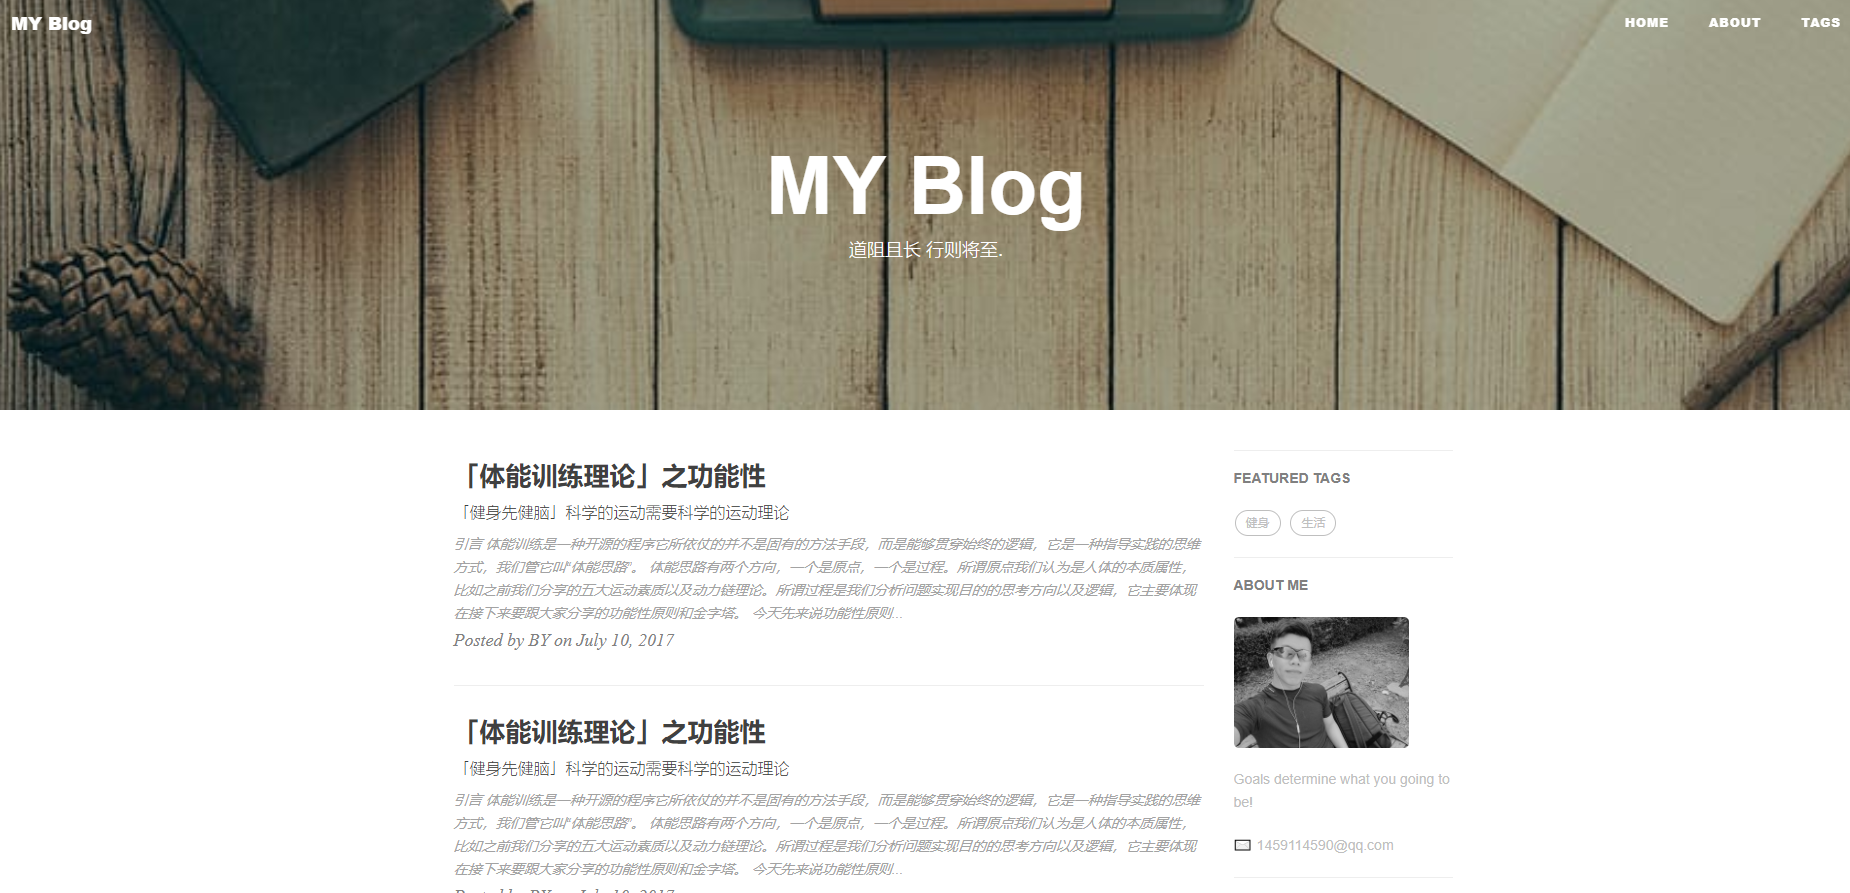 MY Blog
HOME ABOUT TAGS
MY Blog
道阻且长 行则将至.
「体能训练理论」之功能性
「健身先健脑」科学的运动需要科学的运动理论
引言 体能训练是一种开源的程序它所依仗的并不是固有的方法手段，而是能够贯穿始终的逻辑，它是一种指导实践的思维
方式，我们管它叫“体能思路”。 体能思路有两个方向，一个是原点，一个是过程。所谓原点我们认为是人体的本质属性，
比如之前我们分享的五大运动素质以及动力链理论。所谓过程是我们分析问题实现目的的思考方向以及逻辑，它主要体现
在接下来要跟大家分享的功能性原则和金字塔。 今天先来说功能性原则...
Posted by BY on July 10, 2017
「体能训练理论」之功能性
「健身先健脑」科学的运动需要科学的运动理论
引言 体能训练是一种开源的程序它所依仗的并不是固有的方法手段，而是能够贯穿始终的逻辑，它是一种指导实践的思维
方式，我们管它叫“体能思路”。 体能思路有两个方向，一个是原点，一个是过程。所谓原点我们认为是人体的本质属性，
比如之前我们分享的五大运动素质以及动力链理论。所谓过程是我们分析问题实现目的的思考方向以及逻辑，它主要体现
在接下来要跟大家分享的功能性原则和金字塔。 今天先来说功能性原则...
FEATURED TAGS
健身 生活
ABOUT ME
Goals determine what you going to
be!
1459114590@qq.com